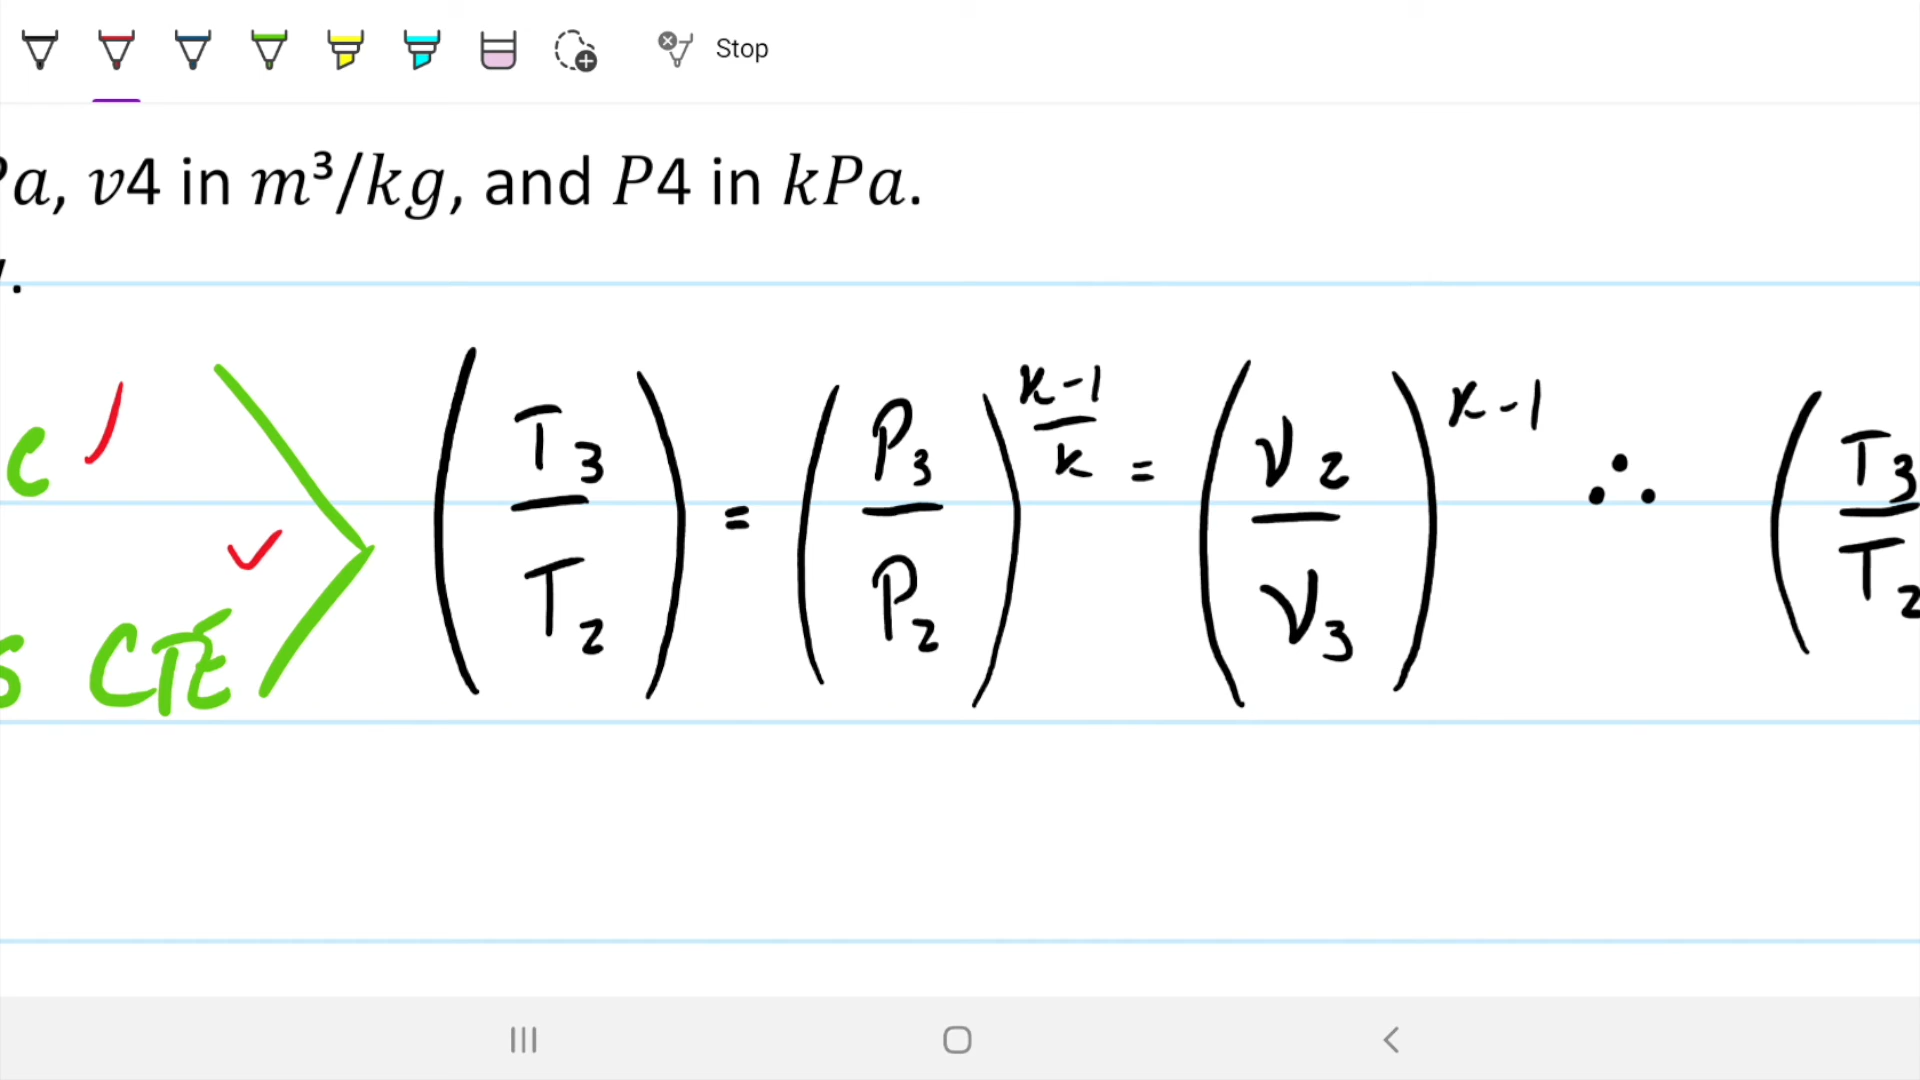 Stop
Pa, v4 in m³/kg, and P4 in kPa.
.
C
S CTE
(T3/T2) = (P3/P2)^((k-1)/k) = (V2/V3)^(k-1) ∴ (T3/T2